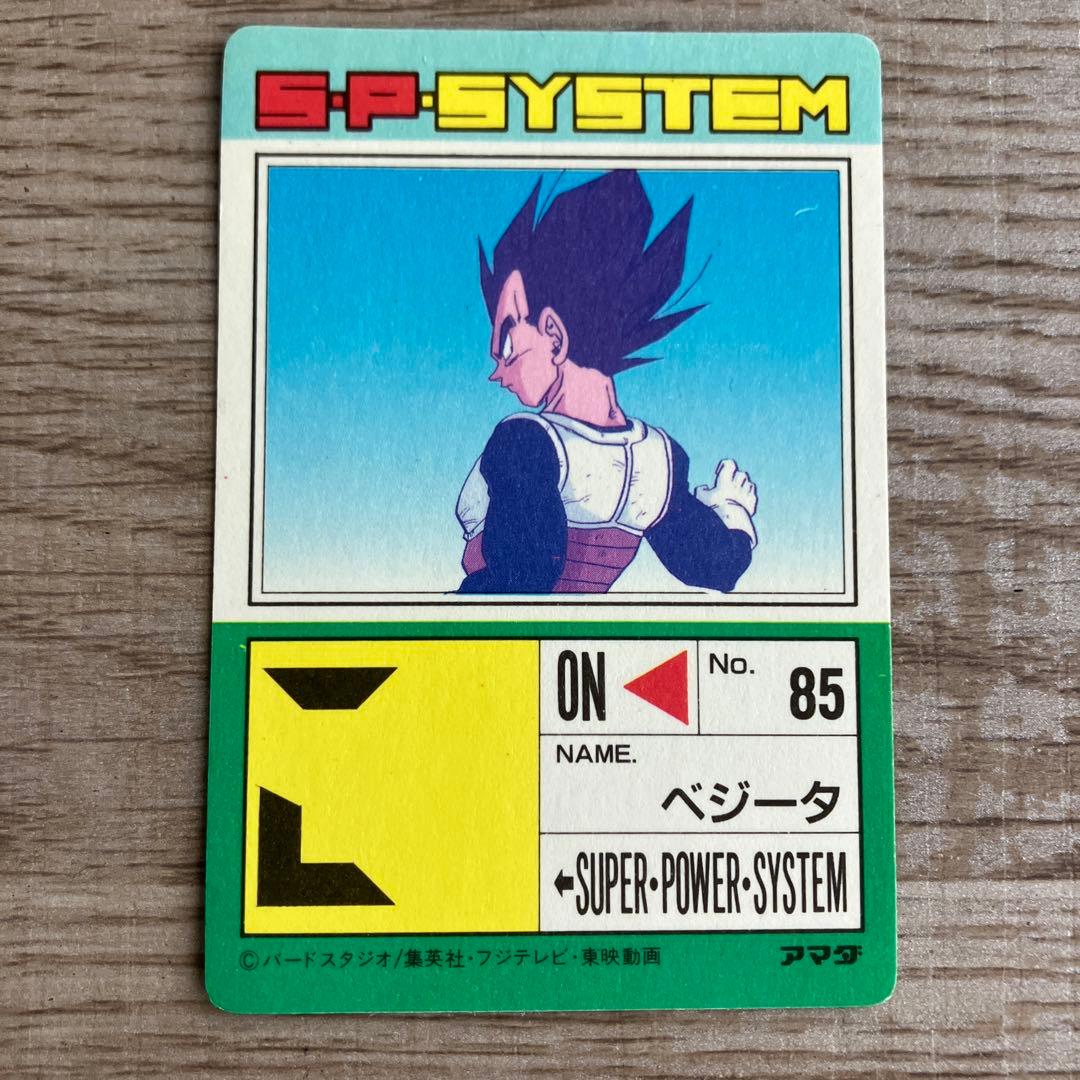 S・P・SYSTEM
ON
No. 85
NAME.
ベジータ
SUPER・POWER・SYSTEM
©バードスタジオ/集英社・フジテレビ・東映動画
アマダ